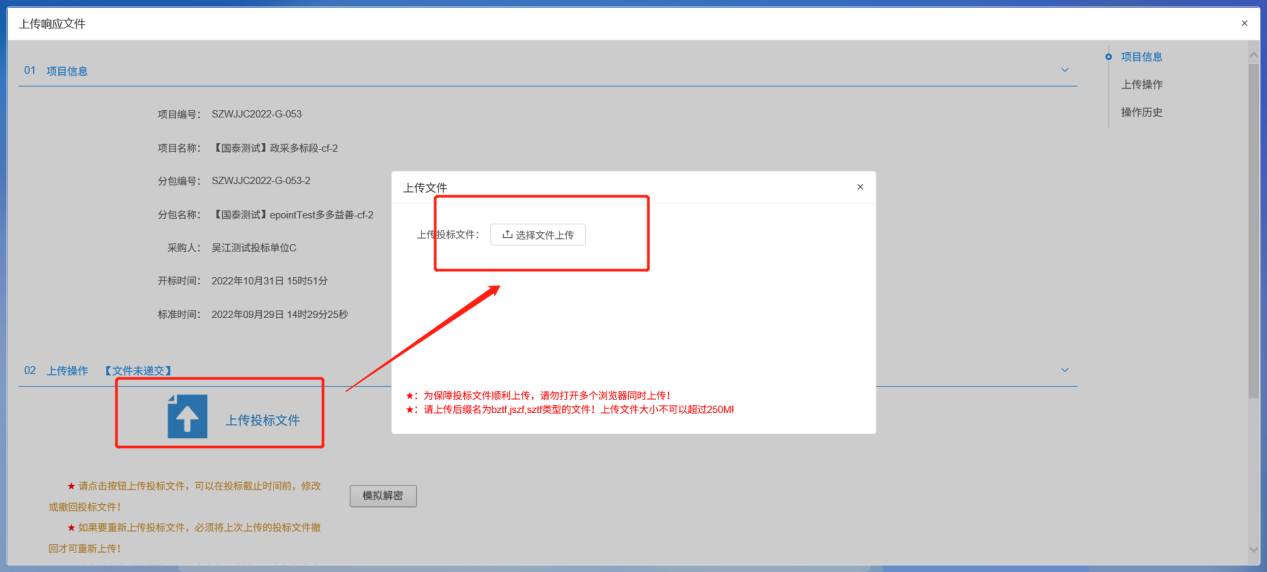 上传响应文件
×
01 项目信息
项目信息
上传操作
操作历史
项目编号： SZWJJC2022-G-053
项目名称： 【国泰测试】政采多标段-cf-2
分包编号： SZWJJC2022-G-053-2
分包名称： 【国泰测试】epointTest多多益善-cf-2
采购人： 吴江测试投标单位C
开标时间： 2022年10月31日 15时51分
标准时间： 2022年09月29日 14时29分25秒
上传文件
×
上传投标文件： 选择文件上传
★：为保障投标文件顺利上传，请勿打开多个浏览器同时上传！
★：请上传后缀名为bztf,jszf,sztf类型的文件！上传文件大小不可以超过250M
02 上传操作 【文件未递交】
上传投标文件
★ 请点击按钮上传投标文件，可以在投标截止时间前，修改
或撤回投标文件！
★ 如果要重新上传投标文件，必须将上次上传的投标文件撤
回才可重新上传！
模拟解密